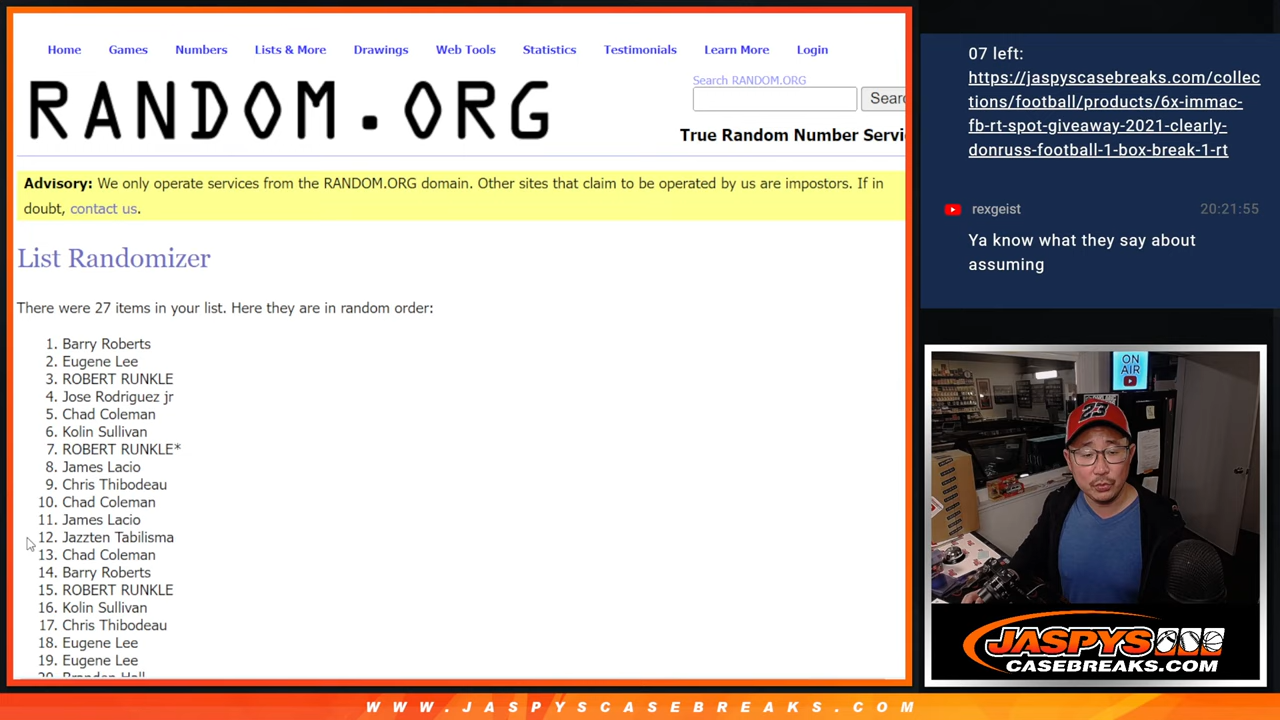 Home Games Numbers Lists & More Drawings Web Tools Statistics Testimonials Learn More Login
RANDOM.ORG
Search RANDOM.ORG
Sear
True Random Number Servi
Advisory: We only operate services from the RANDOM.ORG domain. Other sites that claim to be operated by us are impostors. If in
doubt, contact us.
List Randomizer
There were 27 items in your list. Here they are in random order:
1. Barry Roberts
2. Eugene Lee
3. ROBERT RUNKLE
4. Jose Rodriguez jr
5. Chad Coleman
6. Kolin Sullivan
7. ROBERT RUNKLE*
8. James Lacio
9. Chris Thibodeau
10. Chad Coleman
11. James Lacio
12. Jazzten Tabilisma
13. Chad Coleman
14. Barry Roberts
15. ROBERT RUNKLE
16. Kolin Sullivan
17. Chris Thibodeau
18. Eugene Lee
19. Eugene Lee
20. Branden Hall
07 left:
https://jaspyscasebreaks.com/collec
tions/football/products/6x-immac-
fb-rt-spot-giveaway-2021-clearly-
donruss-football-1-box-break-1-rt
rexgeist 20:21:55
Ya know what they say about
assuming
ON
AIR
23
JASPYS
CASEBREAKS.COM
WWW.JASPYSCASEBREAKS.COM